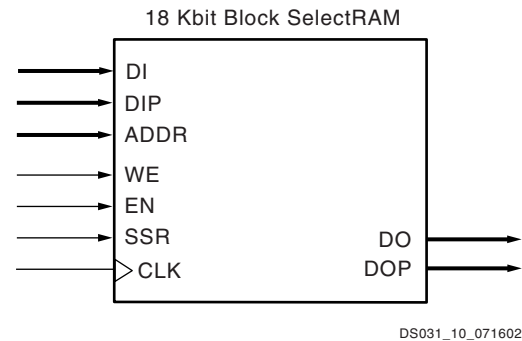 18 Kbit Block SelectRAM
DI
DIP
ADDR
WE
EN
SSR
CLK
DO
DOP
DS031_10_071602